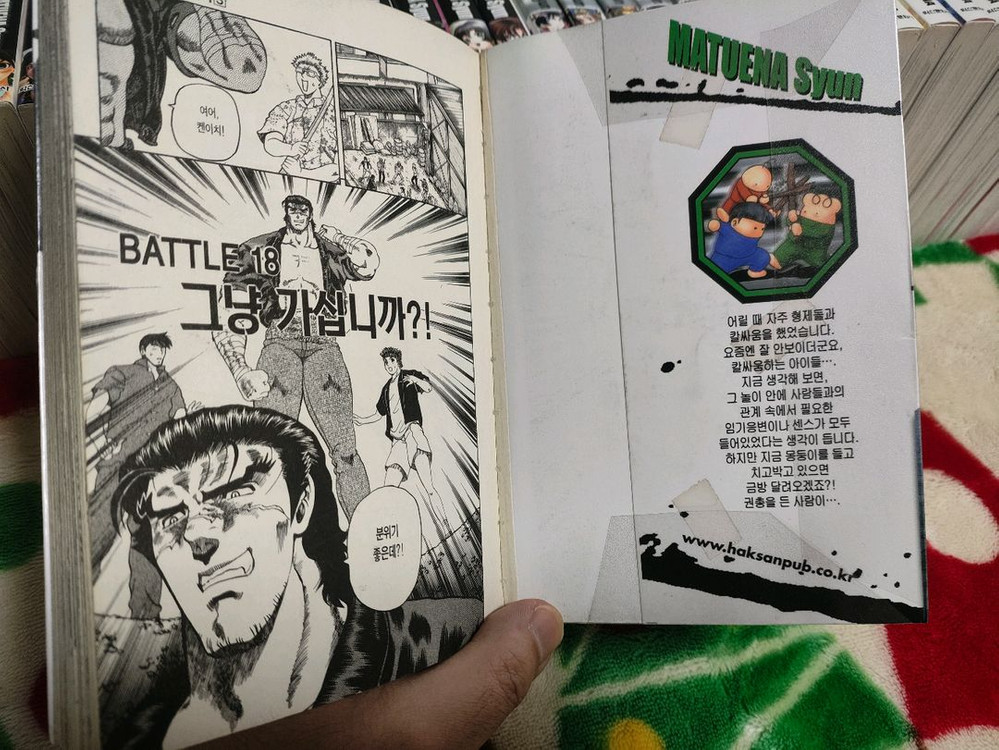 여어,
켄이치!
BATTLE 18
그냥 가십니까?!
분위기
좋은데?!
MATUENA Syun
어릴 때 자주 형제들과
칼싸움을 했었습니다.
요즘엔 잘 안보이더군요,
칼싸움하는 아이들….
지금 생각해 보면,
그 놀이 안에 사람들과의
관계 속에서 필요한
임기응변이나 센스가 모두
들어있었다는 생각이 듭니다.
하지만 지금 몽둥이를 들고
치고박고 있으면
금방 달려오겠죠?!
권총을 든 사람이….
www.haksanpub.co.kr